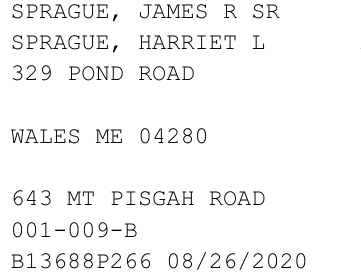 SPRAGUE, JAMES R SR
SPRAGUE, HARRIET L
329 POND ROAD
WALES ME 04280
643 MT PISGAH ROAD
001-009-B
B13688P266 08/26/2020